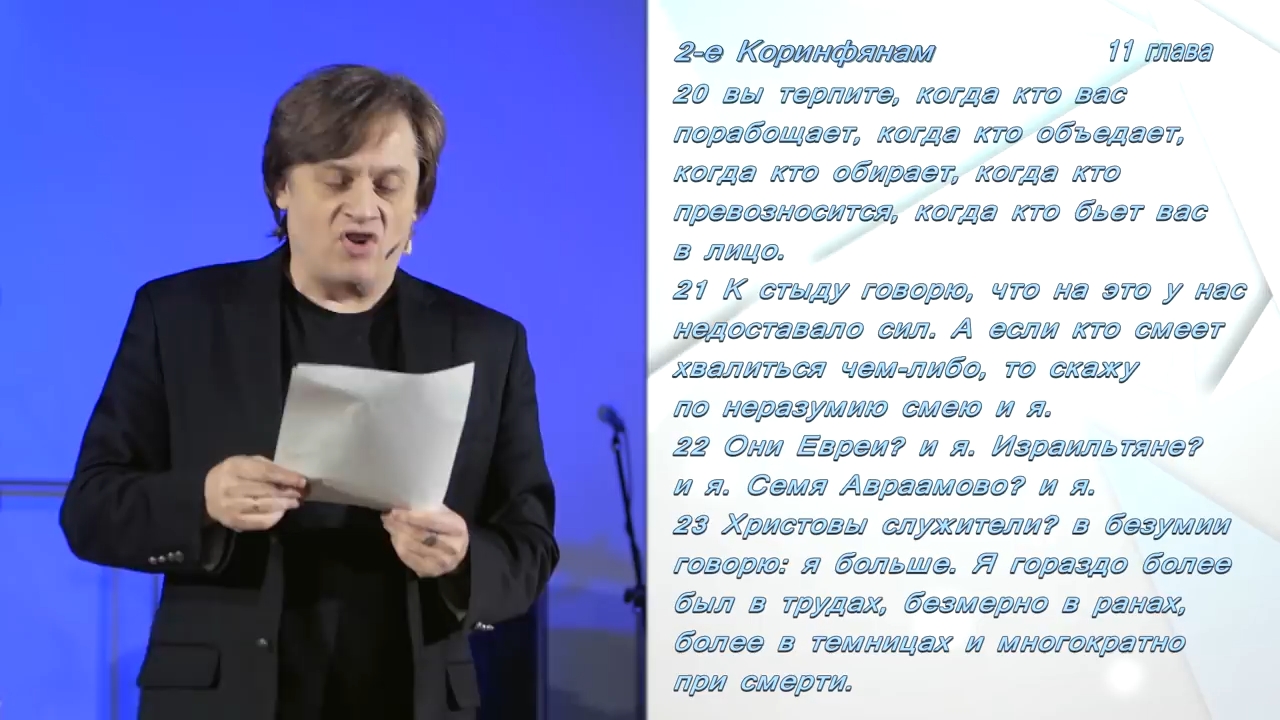 2-е Коринфянам 11 глава
20 вы терпите, когда кто вас
порабощает, когда кто объедает,
когда кто обирает, когда кто
превозносится, когда кто бьет вас
в лицо.
21 К стыду говорю, что на это у нас
недоставало сил. А если кто смеет
хвалиться чем-либо, то скажу
по неразумию смею и я.
22 Они Евреи? и я. Израильтяне?
и я. Семя Авраамово? и я.
23 Христовы служители? в безумии
говорю: я больше. Я гораздо более
был в трудах, безмерно в ранах,
более в темницах и многократно
при смерти.